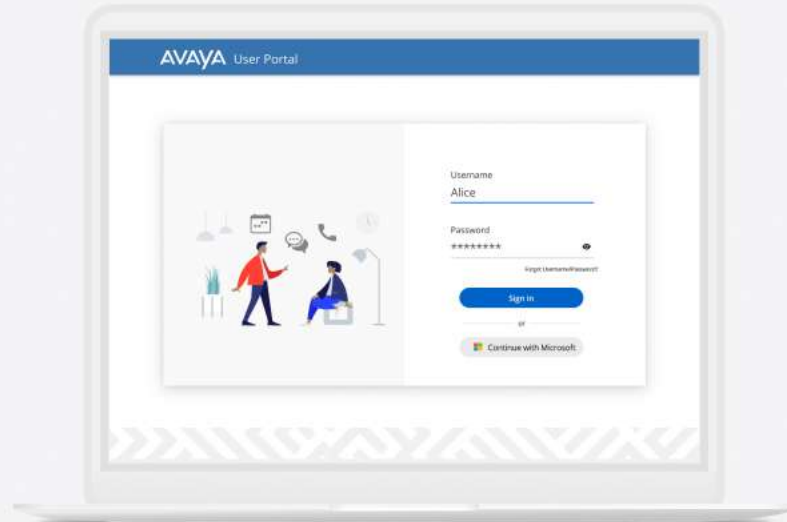 AVAYA User Portal
Username
Alice
Password
********
Forgot Username/Password?
Sign in
or
Continue with Microsoft